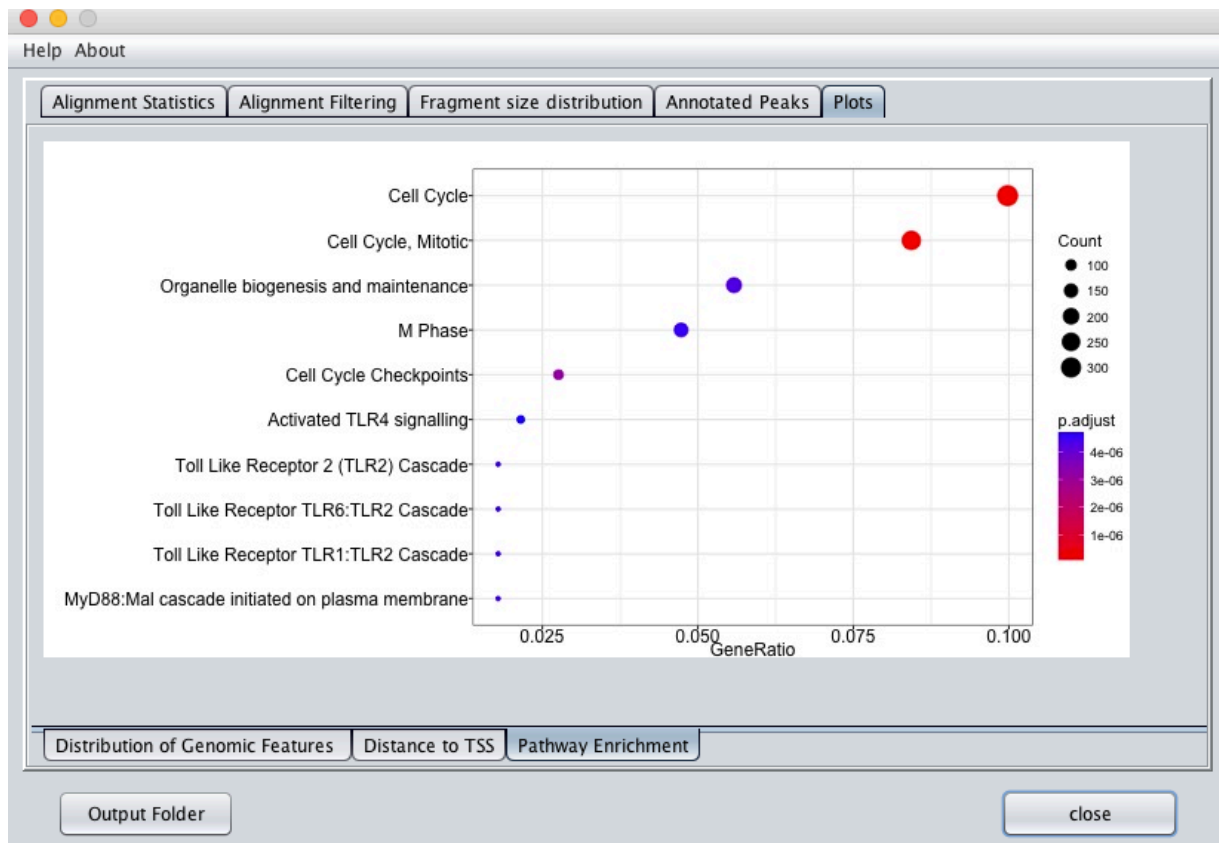 Help About
Alignment Statistics Alignment Filtering Fragment size distribution Annotated Peaks Plots
Cell Cycle
Cell Cycle, Mitotic
Organelle biogenesis and maintenance
M Phase
Cell Cycle Checkpoints
Activated TLR4 signalling
Toll Like Receptor 2 (TLR2) Cascade
Toll Like Receptor TLR6:TLR2 Cascade
Toll Like Receptor TLR1:TLR2 Cascade
MyD88:Mal cascade initiated on plasma membrane
0.025 0.050 0.075 0.100
GeneRatio
Count
100
150
200
250
300
p.adjust
4e-06
3e-06
2e-06
1e-06
Distribution of Genomic Features Distance to TSS Pathway Enrichment
Output Folder close